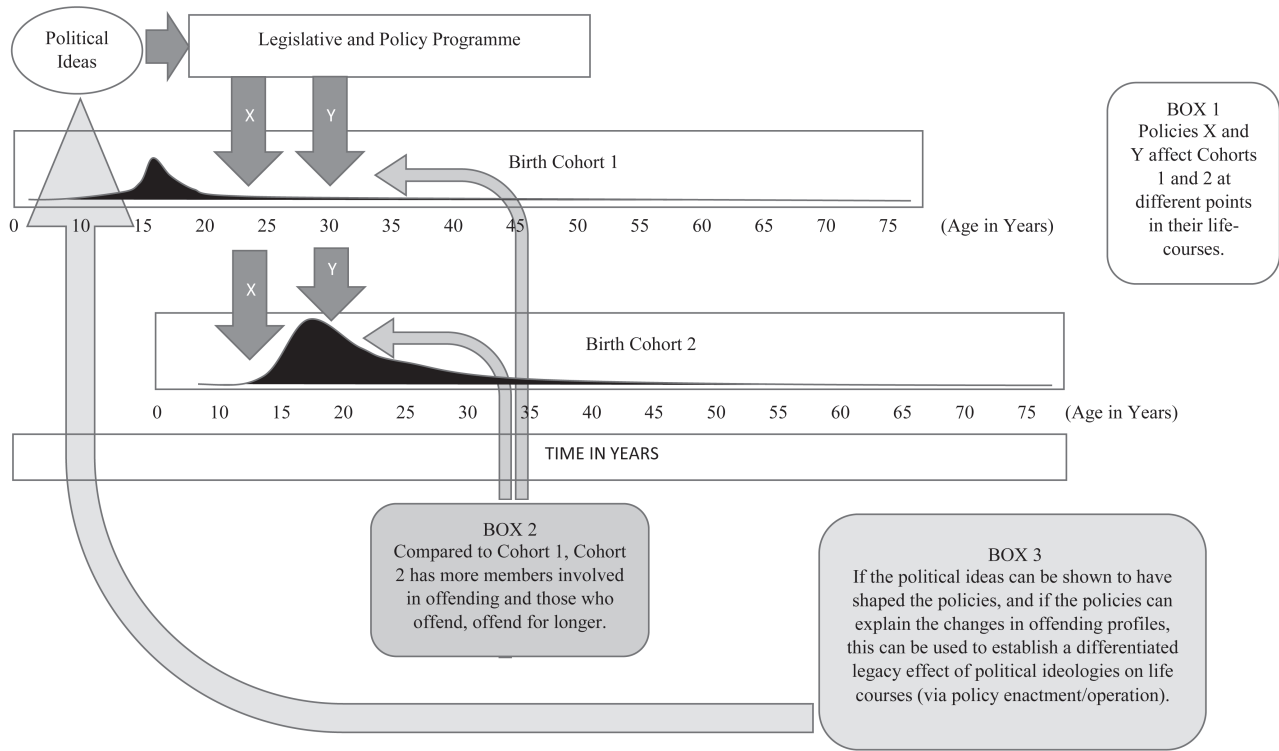 Political
Ideas
Legislative and Policy Programme
X
Y
Birth Cohort 1
0 10 15 20 25 30 35 40 45 50 55 60 65 70 75 (Age in Years)
BOX 1
Policies X and
Y affect Cohorts
1 and 2 at
different points
in their life-
courses.
X
Y
Birth Cohort 2
0 10 15 20 25 30 35 40 45 50 55 60 65 70 75 (Age in Years)
TIME IN YEARS
BOX 2
Compared to Cohort 1, Cohort
2 has more members involved
in offending and those who
offend, offend for longer.
BOX 3
If the political ideas can be shown to have
shaped the policies, and if the policies can
explain the changes in offending profiles,
this can be used to establish a differentiated
legacy effect of political ideologies on life
courses (via policy enactment/operation).